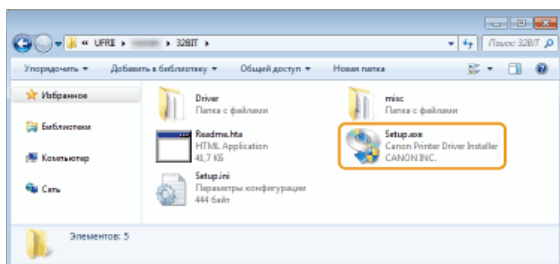 « UFRII ▸ ▸ 32BIT ▸
Поиск: 32BIT
Упорядочить ▾ Добавить в библиотеку ▾ Общий доступ ▾ Новая папка
Избранное
Библиотеки
Компьютер
Сеть
Driver
Папка с файлами
misc
Папка с файлами
Readme.hta
HTML Application
41,7 КБ
Setup.exe
Canon Printer Driver Installer
CANON INC.
Setup.ini
Параметры конфигурации
444 байт
Элементов: 5